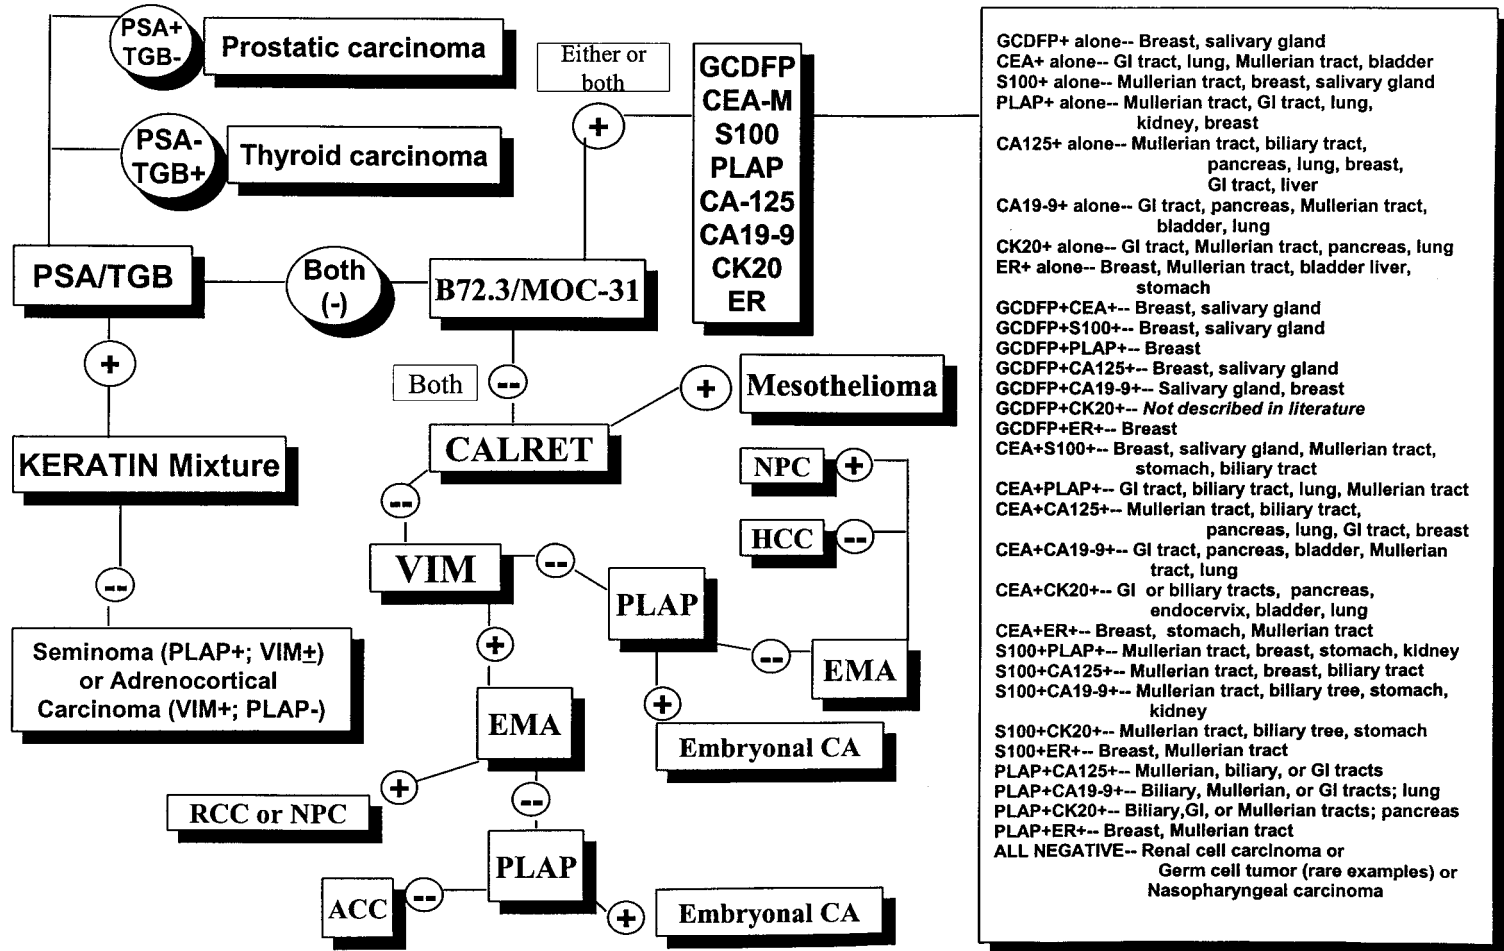 PSA+
TGB-
Prostatic carcinoma
PSA-
TGB+
Thyroid carcinoma
PSA/TGB
Both
(-)
B72.3/MOC-31
Either or
both
+
GCDFP
CEA-M
S100
PLAP
CA-125
CA19-9
CK20
ER
+
KERATIN Mixture
--
Seminoma (PLAP+; VIM±)
or Adrenocortical
Carcinoma (VIM+; PLAP-)
Both
--
CALRET
+
Mesothelioma
--
VIM
--
PLAP
--
EMA
NPC
+
HCC
--
+
Embryonal CA
+
EMA
+
RCC or NPC
--
PLAP
--
ACC
+
Embryonal CA
GCDFP+ alone-- Breast, salivary gland
CEA+ alone-- GI tract, lung, Mullerian tract, bladder
S100+ alone-- Mullerian tract, breast, salivary gland
PLAP+ alone-- Mullerian tract, GI tract, lung,
kidney, breast
CA125+ alone-- Mullerian tract, biliary tract,
pancreas, lung, breast,
GI tract, liver
CA19-9+ alone-- GI tract, pancreas, Mullerian tract,
bladder, lung
CK20+ alone-- GI tract, Mullerian tract, pancreas, lung
ER+ alone-- Breast, Mullerian tract, bladder liver,
stomach
GCDFP+CEA+-- Breast, salivary gland
GCDFP+S100+-- Breast, salivary gland
GCDFP+PLAP+-- Breast
GCDFP+CA125+-- Breast, salivary gland
GCDFP+CA19-9+-- Salivary gland, breast
GCDFP+CK20+-- Not described in literature
GCDFP+ER+-- Breast
CEA+S100+-- Breast, salivary gland, Mullerian tract,
stomach, biliary tract
CEA+PLAP+-- GI tract, biliary tract, lung, Mullerian tract
CEA+CA125+-- Mullerian tract, biliary tract,
pancreas, lung, GI tract, breast
CEA+CA19-9+-- GI tract, pancreas, bladder, Mullerian
tract, lung
CEA+CK20+-- GI or biliary tracts, pancreas,
endocervix, bladder, lung
CEA+ER+-- Breast, stomach, Mullerian tract
S100+PLAP+-- Mullerian tract, breast, stomach, kidney
S100+CA125+-- Mullerian tract, breast, biliary tract
S100+CA19-9+-- Mullerian tract, biliary tree, stomach,
kidney
S100+CK20+-- Mullerian tract, biliary tree, stomach
S100+ER+-- Breast, Mullerian tract
PLAP+CA125+-- Mullerian, biliary, or GI tracts
PLAP+CA19-9+-- Biliary, Mullerian, or GI tracts; lung
PLAP+CK20+-- Biliary,GI, or Mullerian tracts; pancreas
PLAP+ER+-- Breast, Mullerian tract
ALL NEGATIVE-- Renal cell carcinoma or
Germ cell tumor (rare examples) or
Nasopharyngeal carcinoma